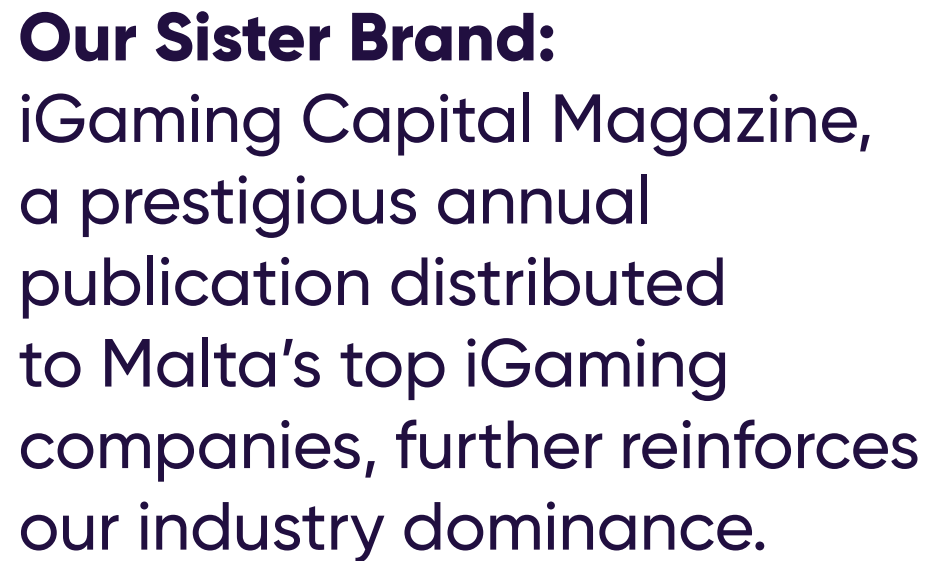 Our Sister Brand:
iGaming Capital Magazine,
a prestigious annual
publication distributed
to Malta’s top iGaming
companies, further reinforces
our industry dominance.